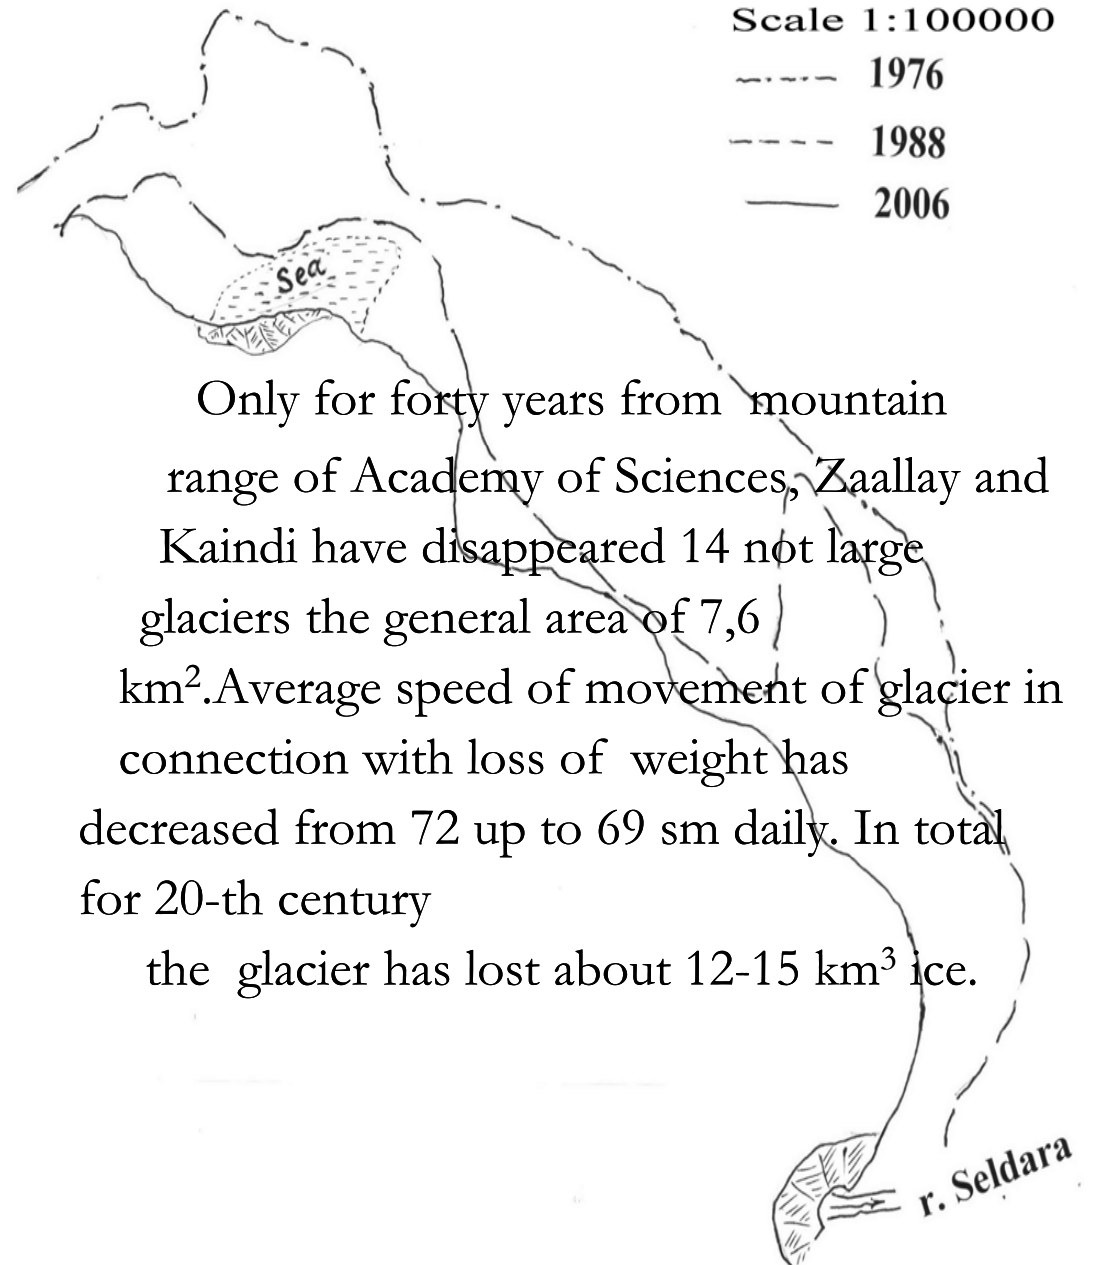 Scale 1:100000
1976
1988
2006
Sea
Only for forty years from mountain
range of Academy of Sciences, Zaallay and
Kaindi have disappeared 14 not large
glaciers the general area of 7,6
km².Average speed of movement of glacier in
connection with loss of weight has
decreased from 72 up to 69 sm daily. In total
for 20-th century
the glacier has lost about 12-15 km³ ice.
r. Seldara